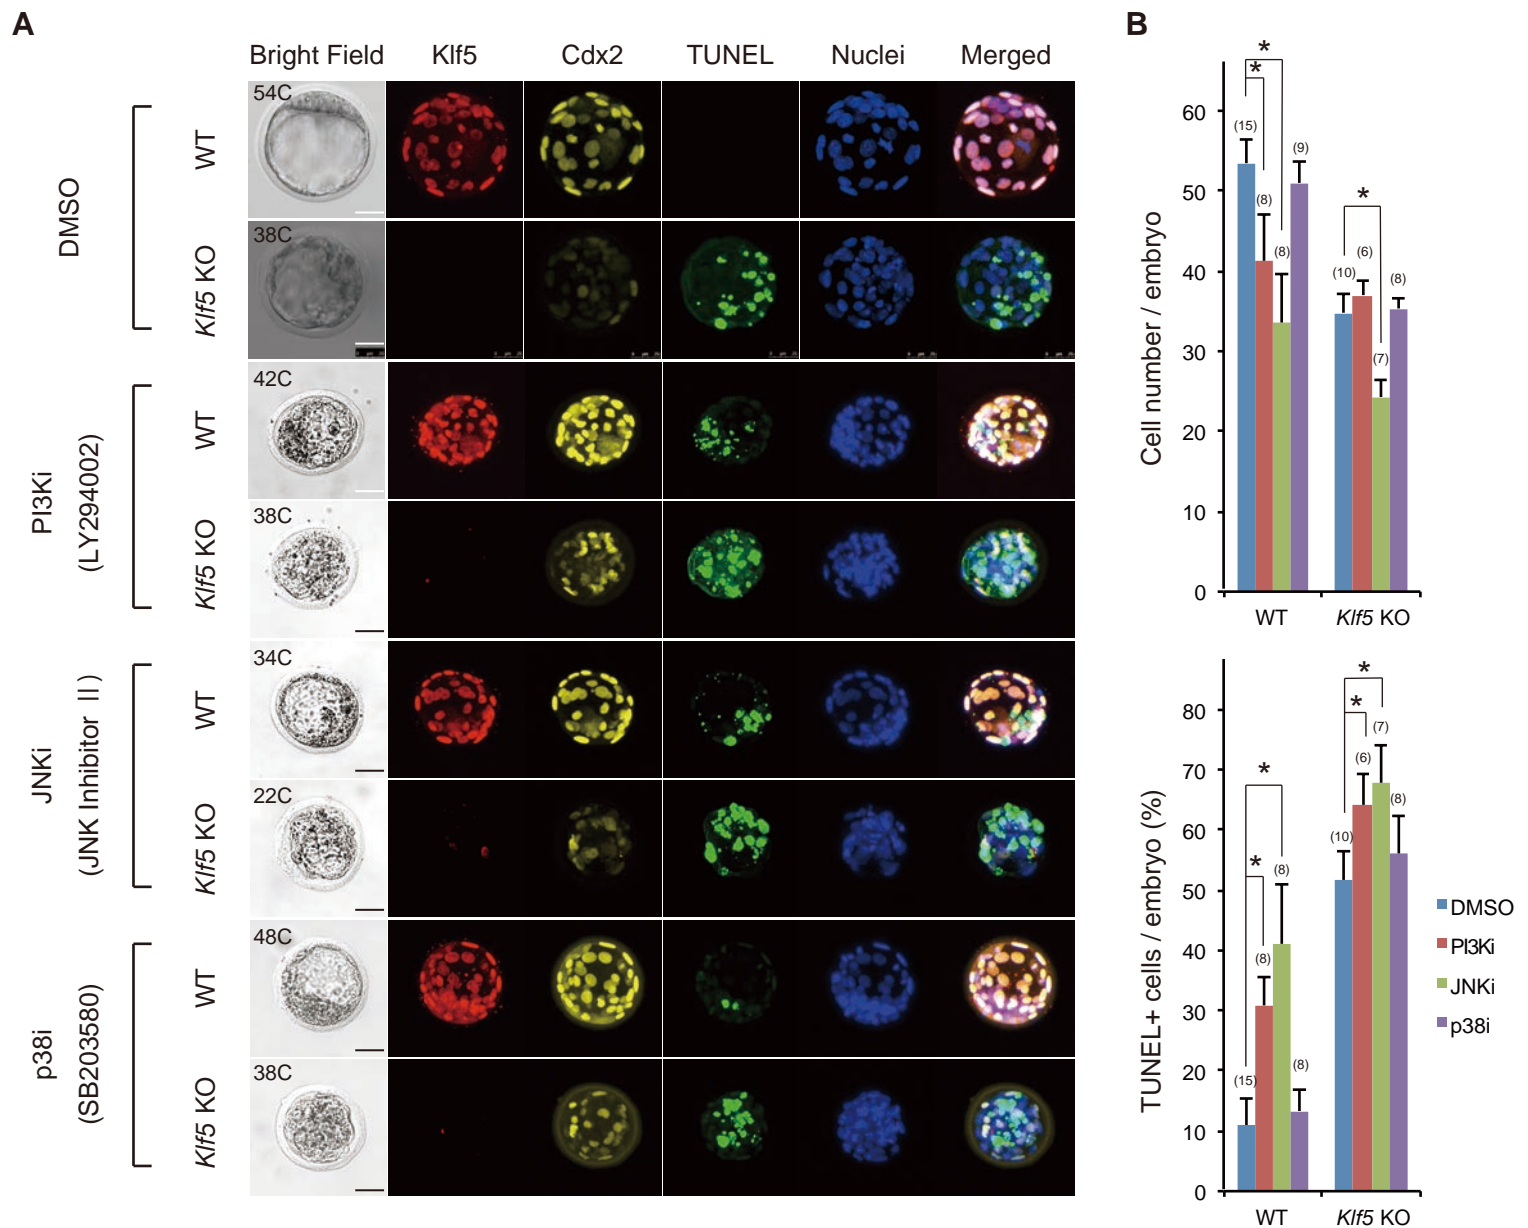 A
B
Bright Field Klf5 Cdx2 TUNEL Nuclei Merged
DMSO
WT
54C
Klf5 KO
38C
PI3Ki
(LY294002)
WT
42C
Klf5 KO
38C
JNKi
(JNK Inhibitor II)
WT
34C
Klf5 KO
22C
p38i
(SB203580)
WT
48C
Klf5 KO
38C
Cell number / embryo
60
50
40
30
20
10
0
* *
(15) (8) (8) (9)
*
(10) (6) (7) (8)
WT Klf5 KO
TUNEL+ cells / embryo (%)
80
70
60
50
40
30
20
10
0
* *
(15) (8) (8) (8)
* *
(10) (6) (7) (8)
WT Klf5 KO
DMSO
PI3Ki
JNKi
p38i